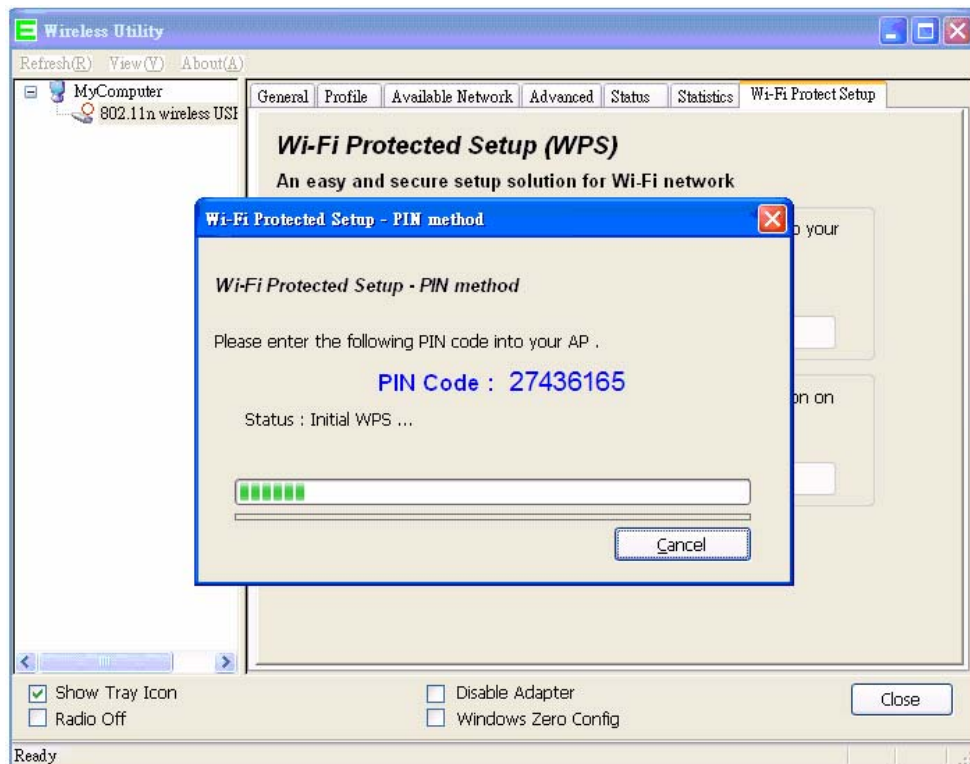 Wireless Utility
Refresh(R) View(V) About(A)
MyComputer
802.11n wireless USB
General Profile Available Network Advanced Status Statistics Wi-Fi Protect Setup
Wi-Fi Protected Setup (WPS)
An easy and secure setup solution for Wi-Fi network
o your
on on
Wi-Fi Protected Setup - PIN method
Wi-Fi Protected Setup - PIN method
Please enter the following PIN code into your AP .
PIN Code : 27436165
Status : Initial WPS ...
Cancel
Show Tray Icon
Radio Off
Disable Adapter
Windows Zero Config
Close
Ready